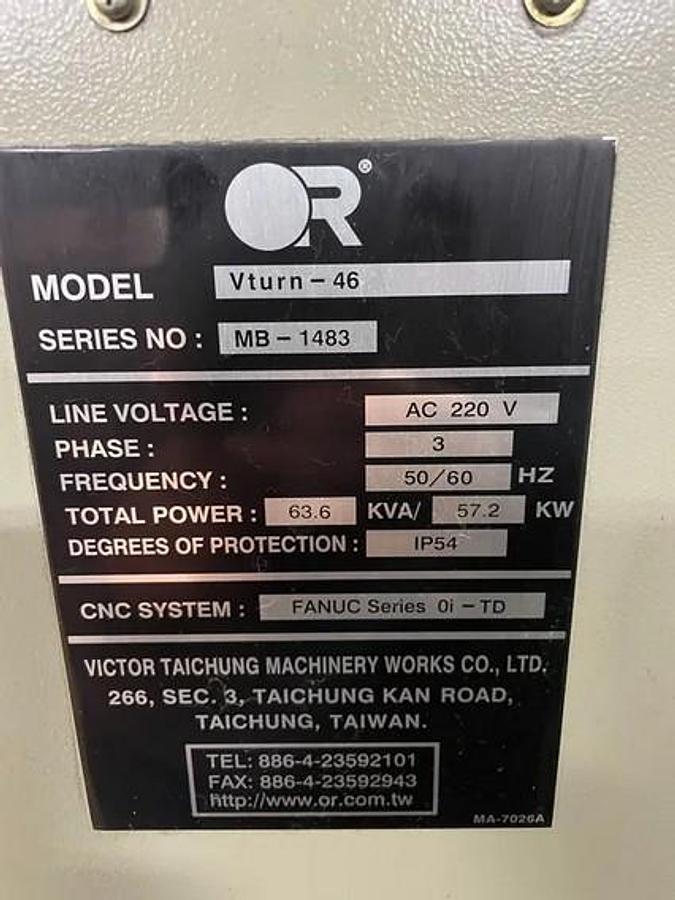 OR®
MODEL Vturn-46
SERIES NO : MB-1483
LINE VOLTAGE : AC 220 V
PHASE : 3
FREQUENCY : 50/60 HZ
TOTAL POWER : 63.6 KVA/ 57.2 KW
DEGREES OF PROTECTION : IP54
CNC SYSTEM : FANUC Series 0i-TD
VICTOR TAICHUNG MACHINERY WORKS CO., LTD.
266, SEC. 3, TAICHUNG KAN ROAD,
TAICHUNG, TAIWAN.
TEL: 886-4-23592101
FAX: 886-4-23592943
http://www.or.com.tw
MA-7026A